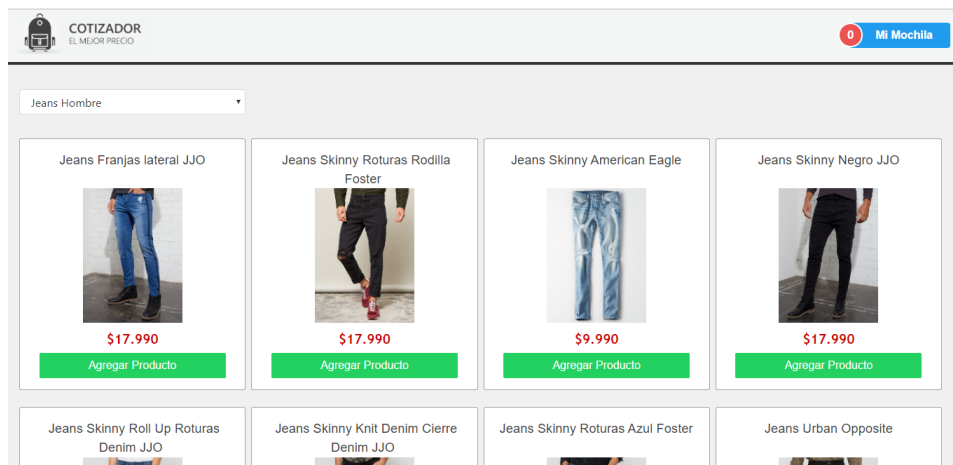 COTIZADOR
EL MEJOR PRECIO
0 Mi Mochila
Jeans Hombre
Jeans Franjas lateral JJO
$17.990
Agregar Producto
Jeans Skinny Roturas Rodilla
Foster
$17.990
Agregar Producto
Jeans Skinny American Eagle
$9.990
Agregar Producto
Jeans Skinny Negro JJO
$17.990
Agregar Producto
Jeans Skinny Roll Up Roturas
Denim JJO
Jeans Skinny Knit Denim Cierre
Denim JJO
Jeans Skinny Roturas Azul Foster
Jeans Urban Opposite